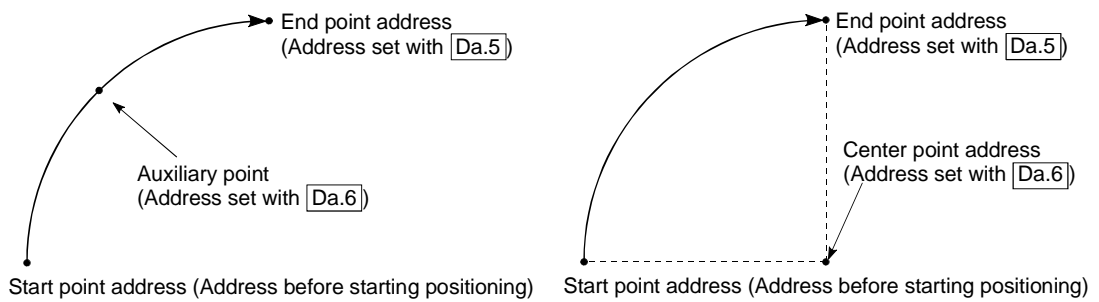 End point address
(Address set with Da.5)
Auxiliary point
(Address set with Da.6)
Start point address (Address before starting positioning)
End point address
(Address set with Da.5)
Center point address
(Address set with Da.6)
Start point address (Address before starting positioning)